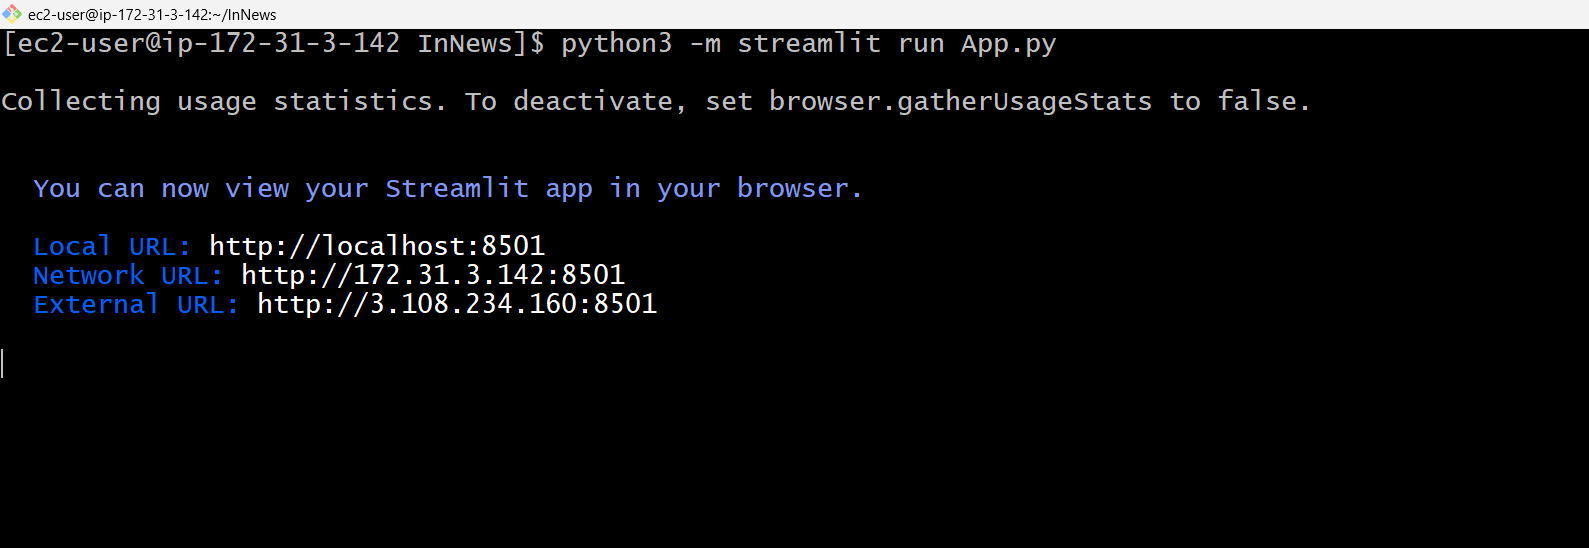 ec2-user@ip-172-31-3-142:~/InNews
[ec2-user@ip-172-31-3-142 InNews]$ python3 -m streamlit run App.py
Collecting usage statistics. To deactivate, set browser.gatherUsageStats to false.
You can now view your Streamlit app in your browser.
Local URL: http://localhost:8501
Network URL: http://172.31.3.142:8501
External URL: http://3.108.234.160:8501